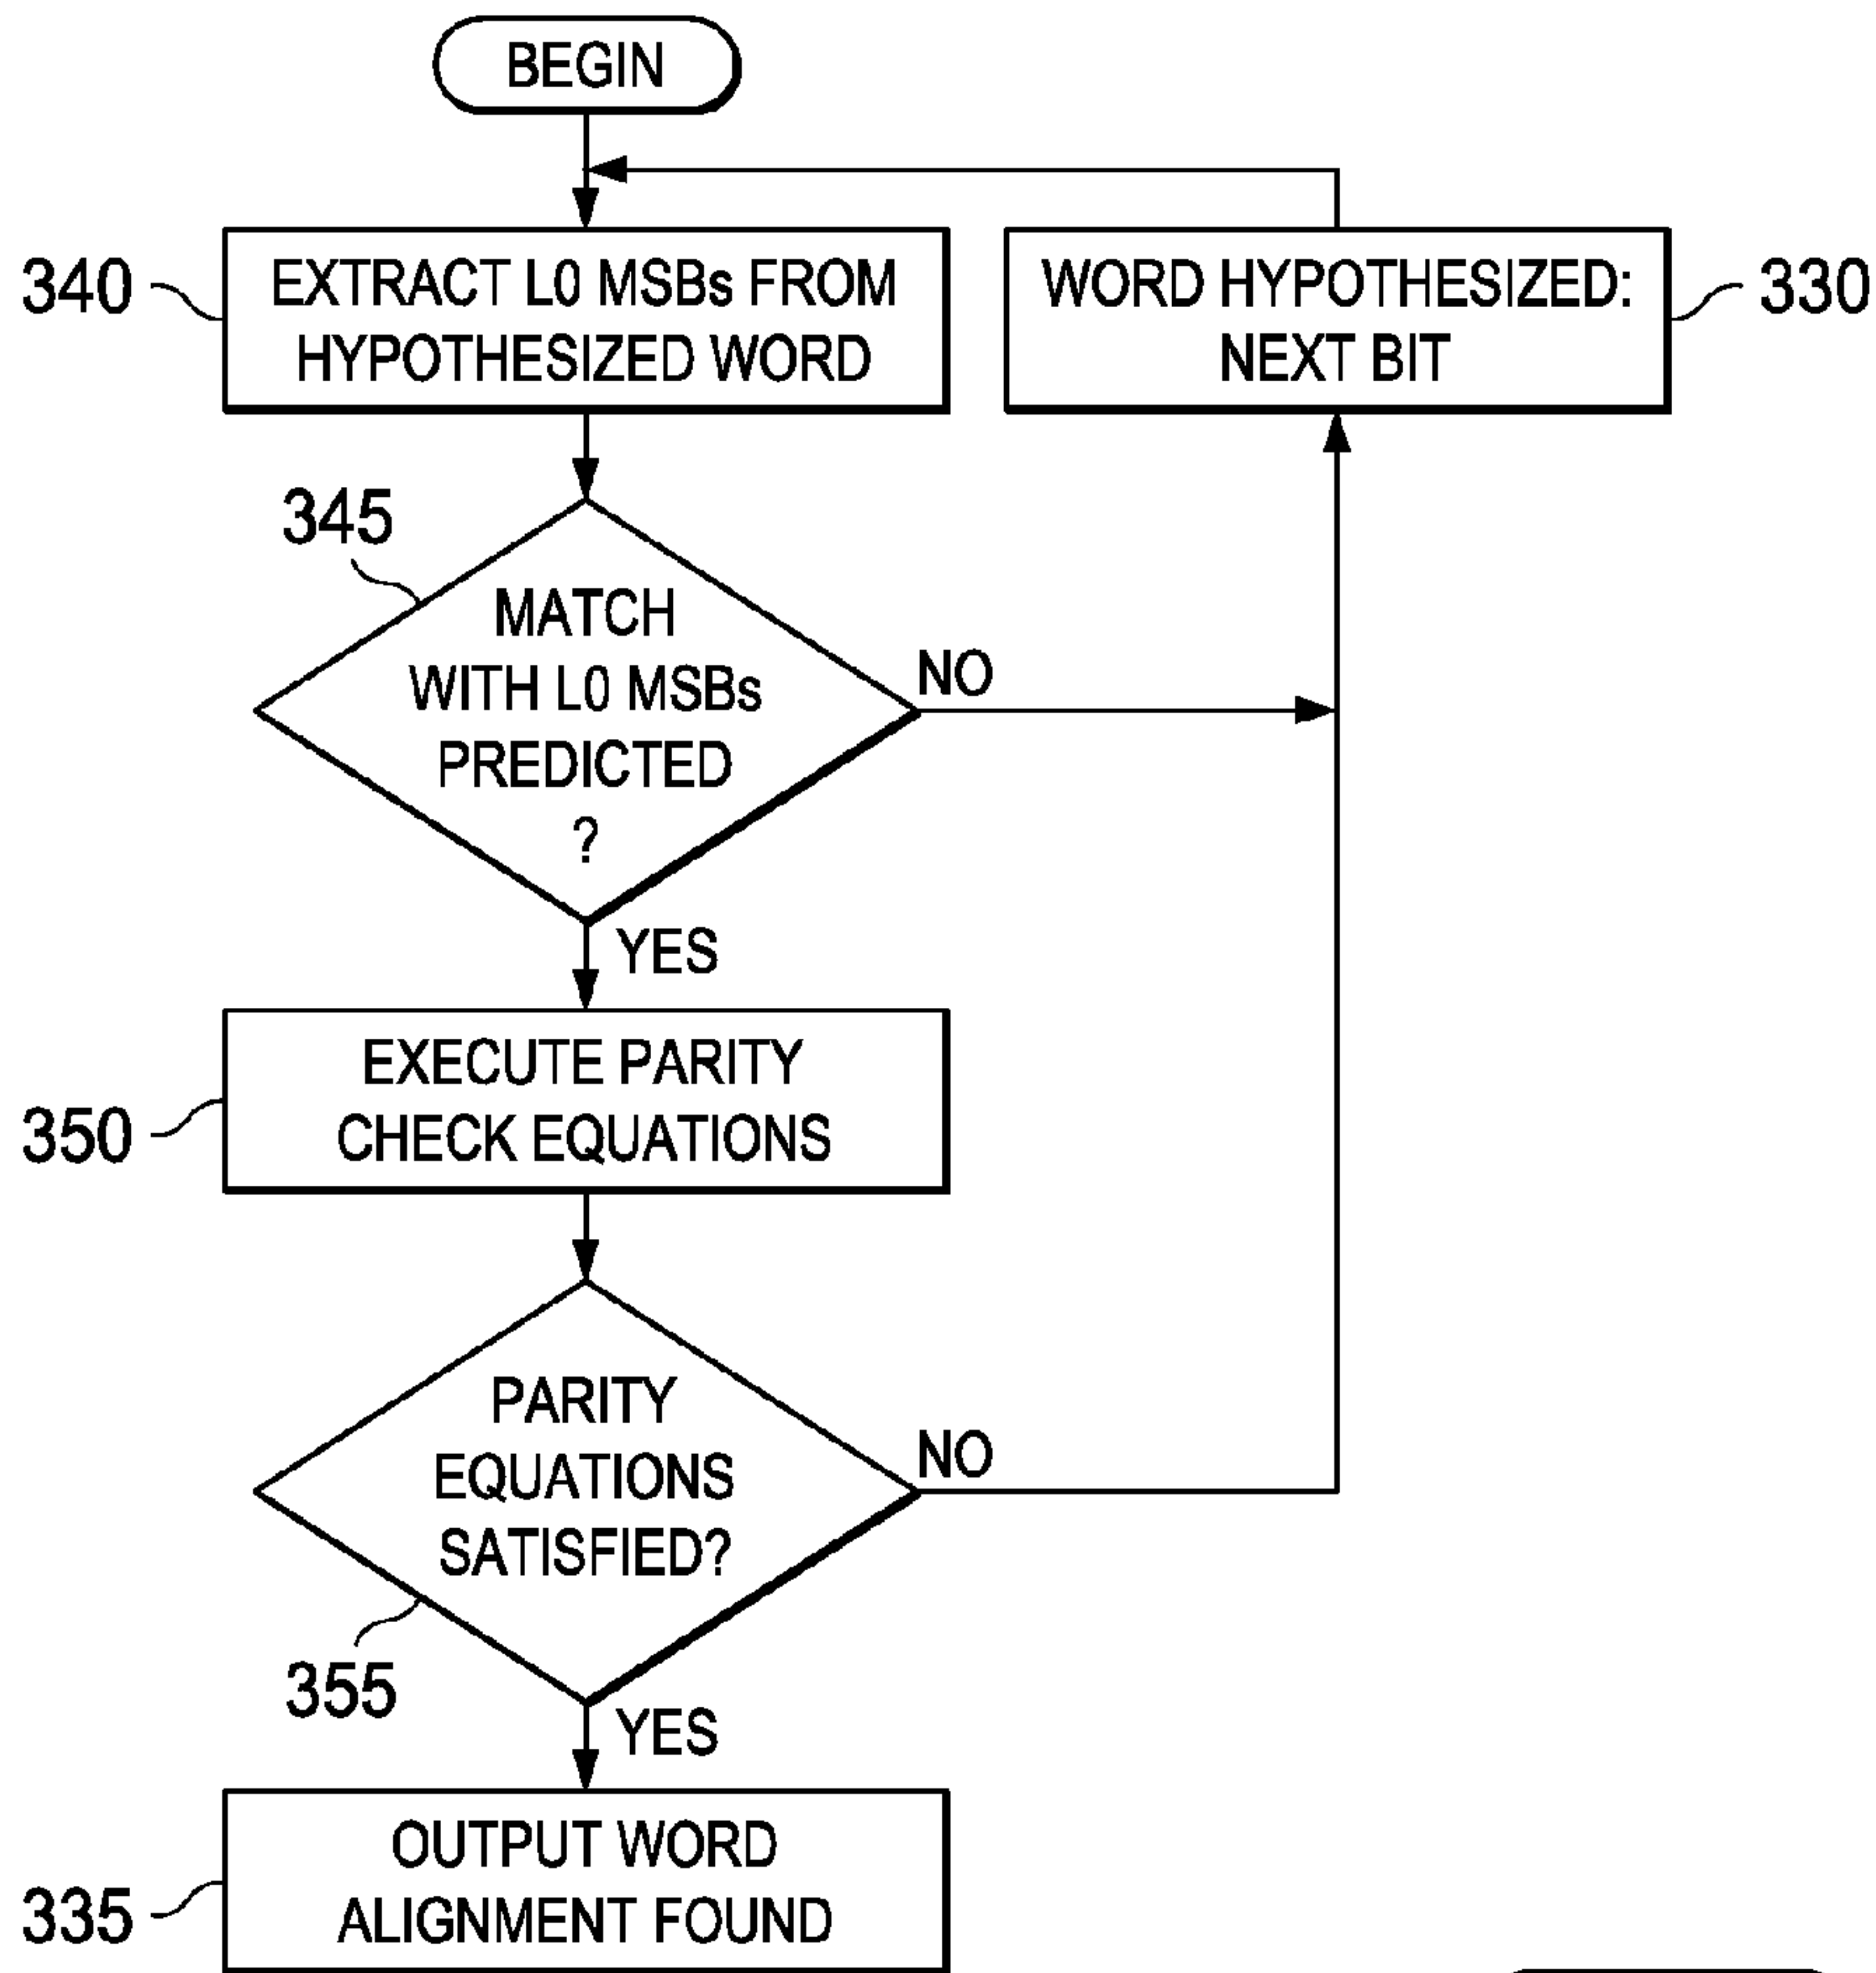 BEGIN
340
EXTRACT L0 MSBs FROM
HYPOTHESIZED WORD
WORD HYPOTHESIZED:
NEXT BIT
330
345
MATCH
WITH L0 MSBs
PREDICTED
?
NO
YES
350
EXECUTE PARITY
CHECK EQUATIONS
PARITY
EQUATIONS
SATISFIED?
NO
355
YES
335
OUTPUT WORD
ALIGNMENT FOUND